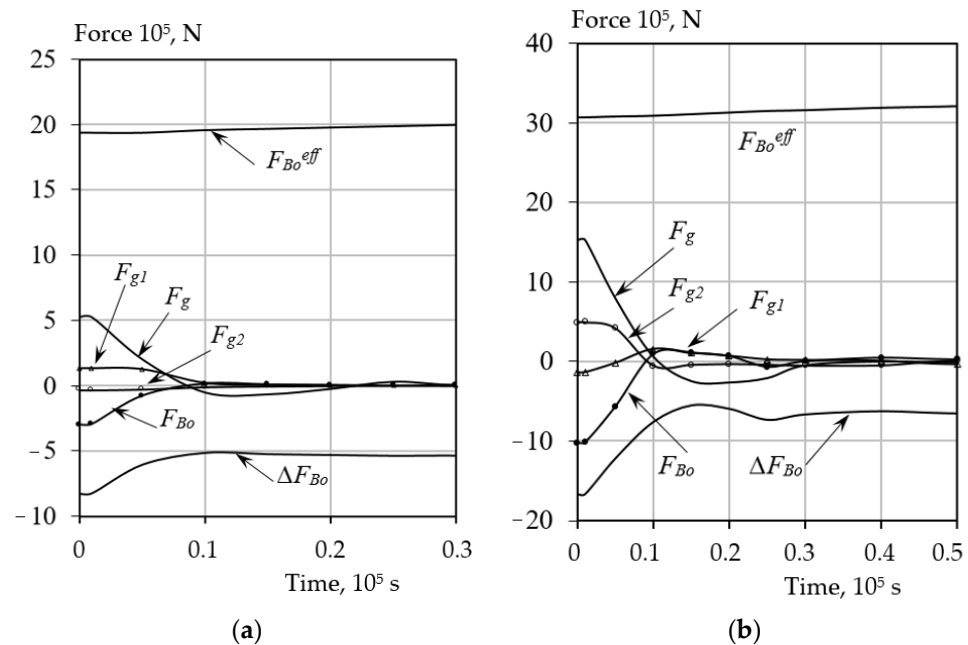 Force 10⁵, N
25
20
15
10
5
0
-5
-10
F_Bo^eff
F_g1
F_g
F_g2
F_Bo
ΔF_Bo
0 0.1 0.2 0.3
Time, 10⁵ s
(a)
Force 10⁵, N
40
30
20
10
0
-10
-20
F_Bo^eff
F_g
F_g2
F_g1
F_Bo
ΔF_Bo
0 0.1 0.2 0.3 0.4 0.5
Time, 10⁵ s
(b)